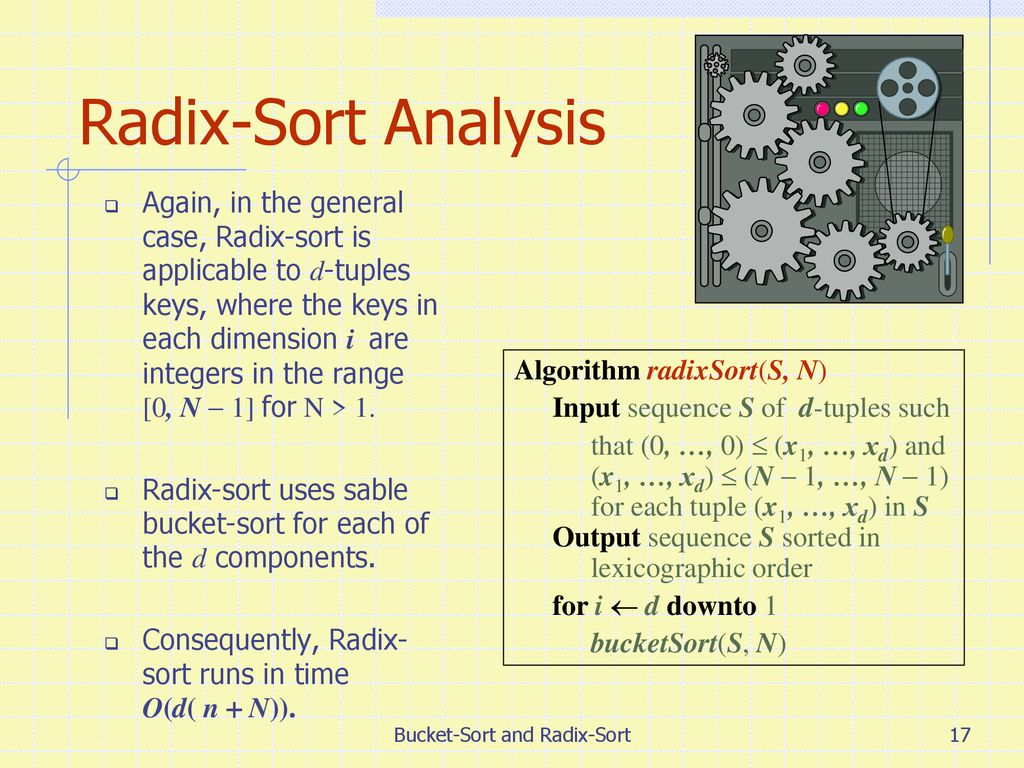 Radix-Sort Analysis
❑ Again, in the general
case, Radix-sort is
applicable to d-tuples
keys, where the keys in
each dimension i are
integers in the range
[0, N – 1] for N > 1.
❑ Radix-sort uses sable
bucket-sort for each of
the d components.
❑ Consequently, Radix-
sort runs in time
O(d( n + N)).
Algorithm radixSort(S, N)
Input sequence S of d-tuples such
that (0, …, 0) ≤ (x1, …, xd) and
(x1, …, xd) ≤ (N – 1, …, N – 1)
for each tuple (x1, …, xd) in S
Output sequence S sorted in
lexicographic order
for i ← d downto 1
bucketSort(S, N)
Bucket-Sort and Radix-Sort
17